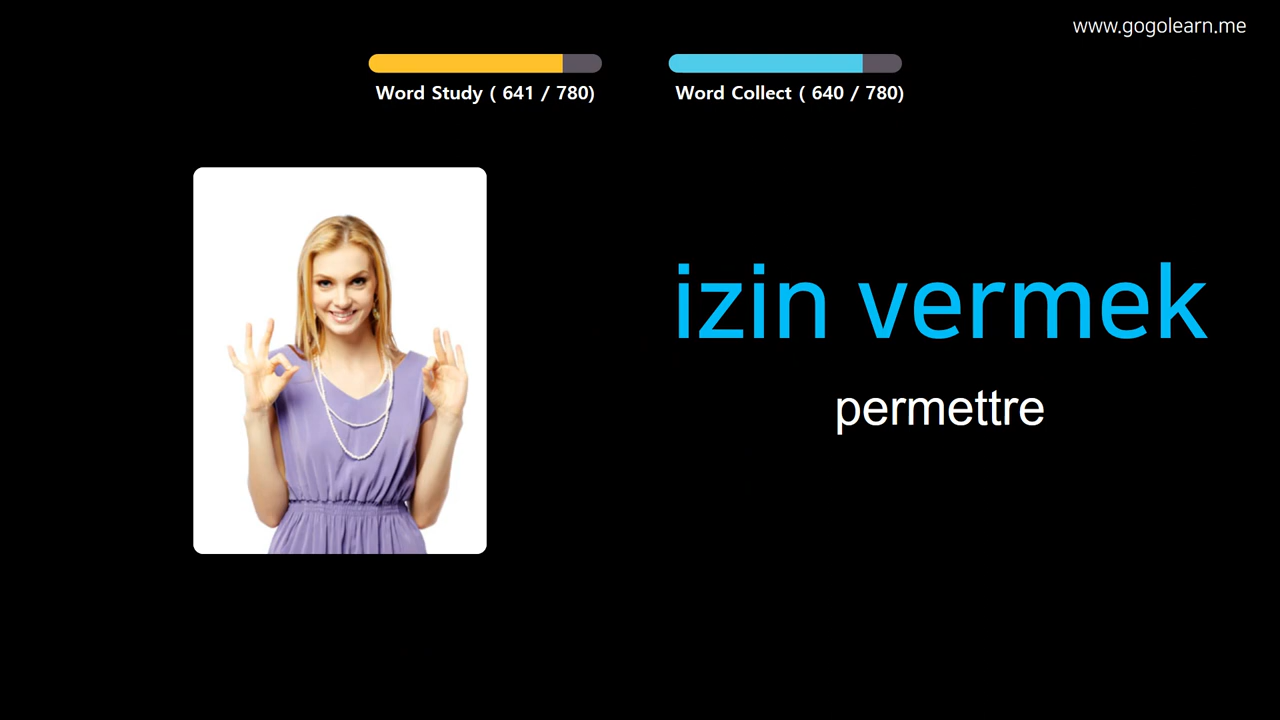 www.gogolearn.me
Word Study ( 641 / 780)
Word Collect ( 640 / 780)
izin vermek
permettre